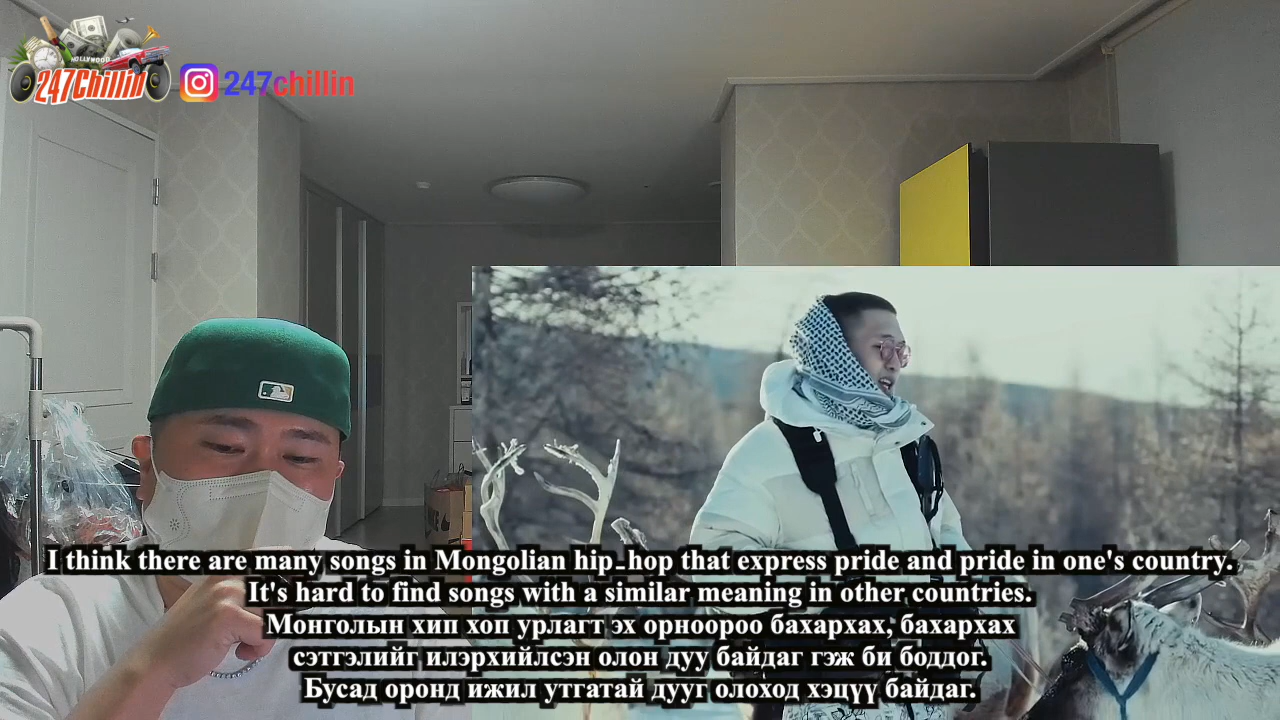 HOLLYWOOD
247Chillin
247chillin
I think there are many songs in Mongolian hip-hop that express pride and pride in one's country.
It's hard to find songs with a similar meaning in other countries.
Монголын хип хоп урлагт эх орноороо бахархах, бахархах
сэтгэлийг илэрхийлсэн олон дуу байдаг гэж би боддог.
Бусад оронд ижил утгатай дууг олоход хэцүү байдаг.